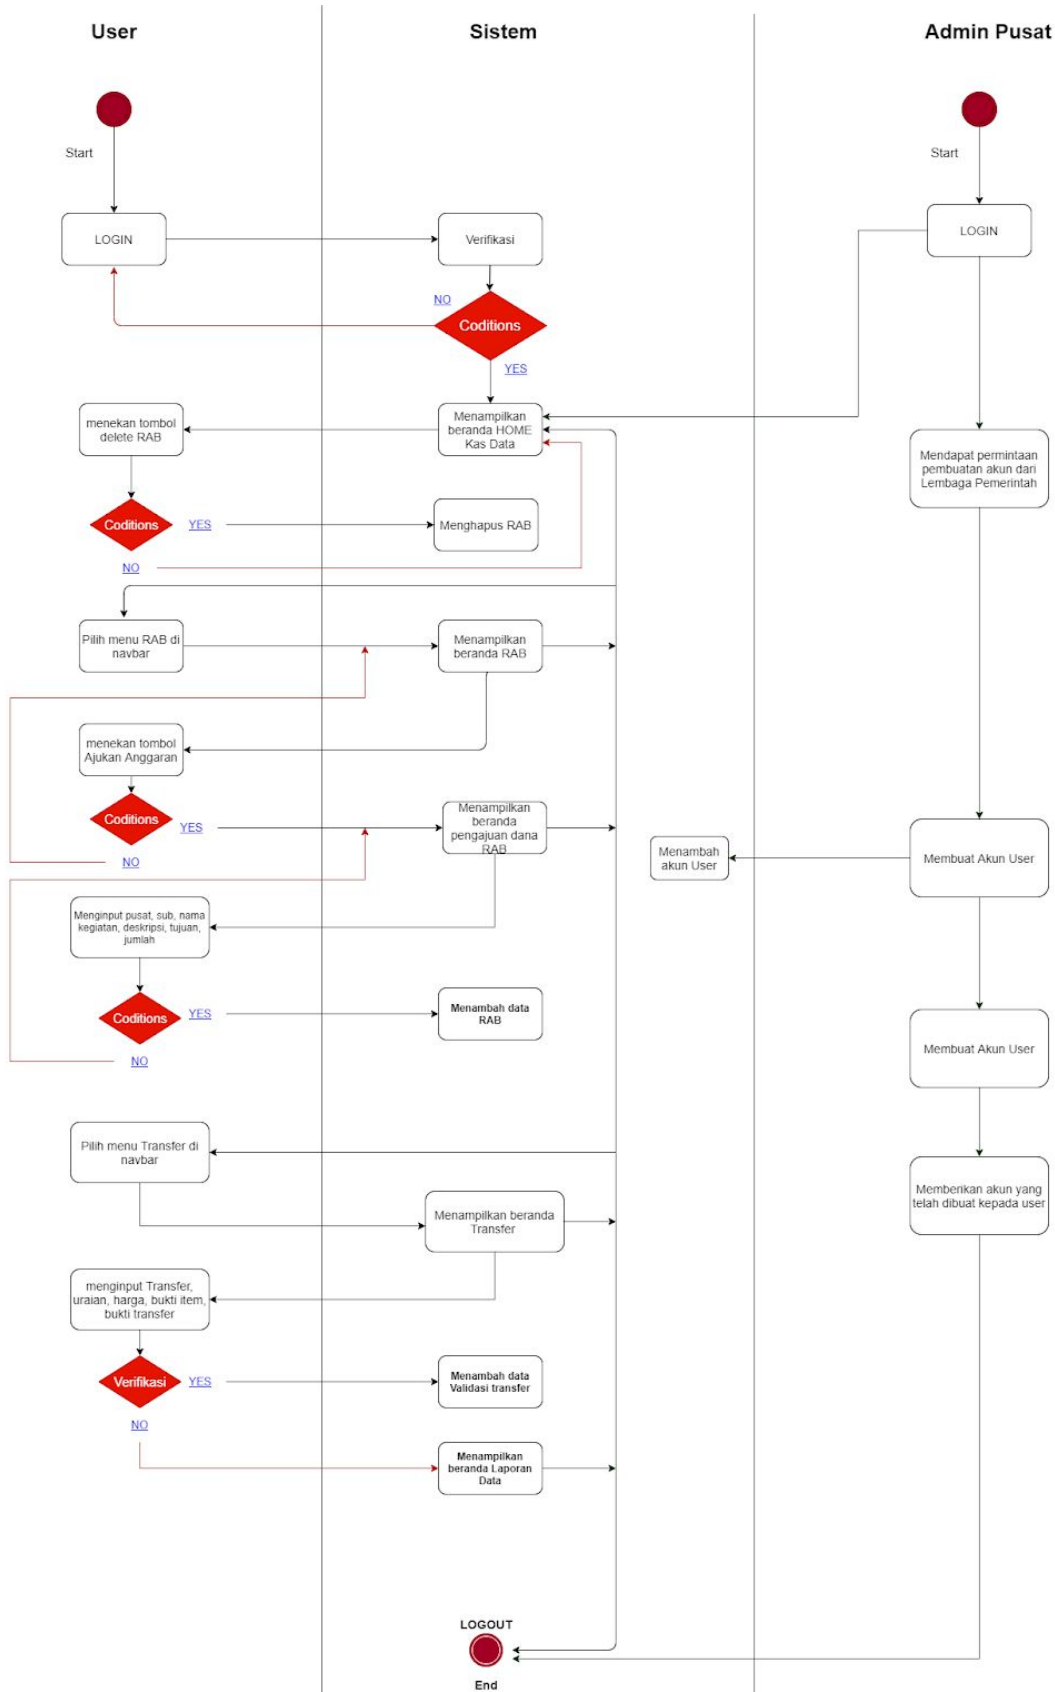 User
Sistem
Admin Pusat
Start
Start
LOGIN
Verifikasi
LOGIN
NO
Coditions
YES
menekan tombol
delete RAB
Menampilkan
beranda HOME
Kas Data
Mendapat permintaan
pembuatan akun dari
Lembaga Pemerintah
Coditions
YES
Menghapus RAB
NO
Pilih menu RAB di
navbar
Menampilkan
beranda RAB
menekan tombol
Ajukan Anggaran
Coditions
YES
Menampilkan
beranda
pengajuan dana
RAB
NO
Menambah
akun User
Membuat Akun User
Menginput pusat, sub, nama
kegiatan, deskripsi, tujuan,
jumlah
Coditions
YES
Menambah data
RAB
NO
Membuat Akun User
Pilih menu Transfer di
navbar
Menampilkan beranda
Transfer
Memberikan akun yang
telah dibuat kepada user
menginput Transfer,
uraian, harga, bukti item,
bukti transfer
Verifikasi
YES
Menambah data
Validasi transfer
NO
Menampilkan
beranda Laporan
Data
LOGOUT
End